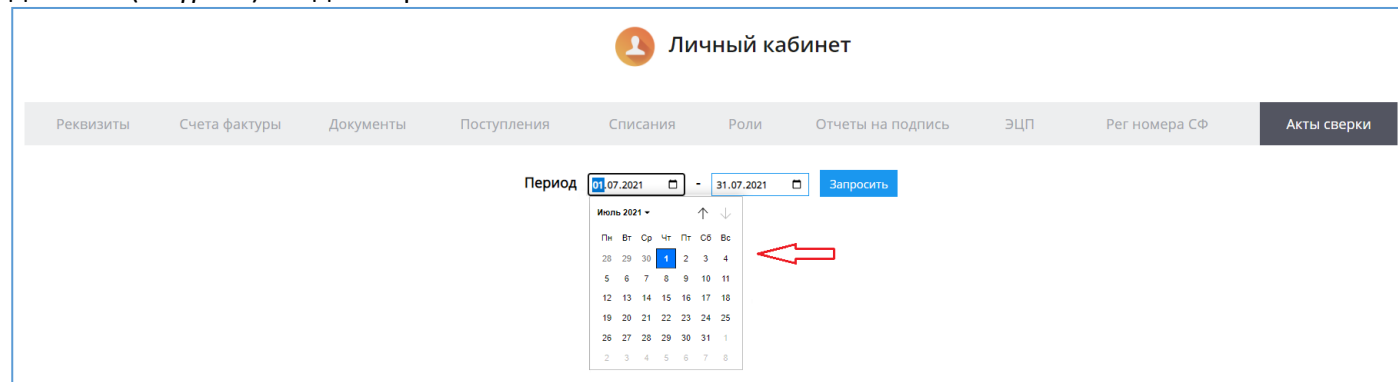 Личный кабинет
Реквизиты Счета фактуры Документы Поступления Списания Роли Отчеты на подпись ЭЦП Рег номера СФ Акты сверки
Период 01.07.2021 - 31.07.2021 Запросить
Июль 2021
Пн Вт Ср Чт Пт Сб Вс
28 29 30 1 2 3 4
5 6 7 8 9 10 11
12 13 14 15 16 17 18
19 20 21 22 23 24 25
26 27 28 29 30 31 1
2 3 4 5 6 7 8